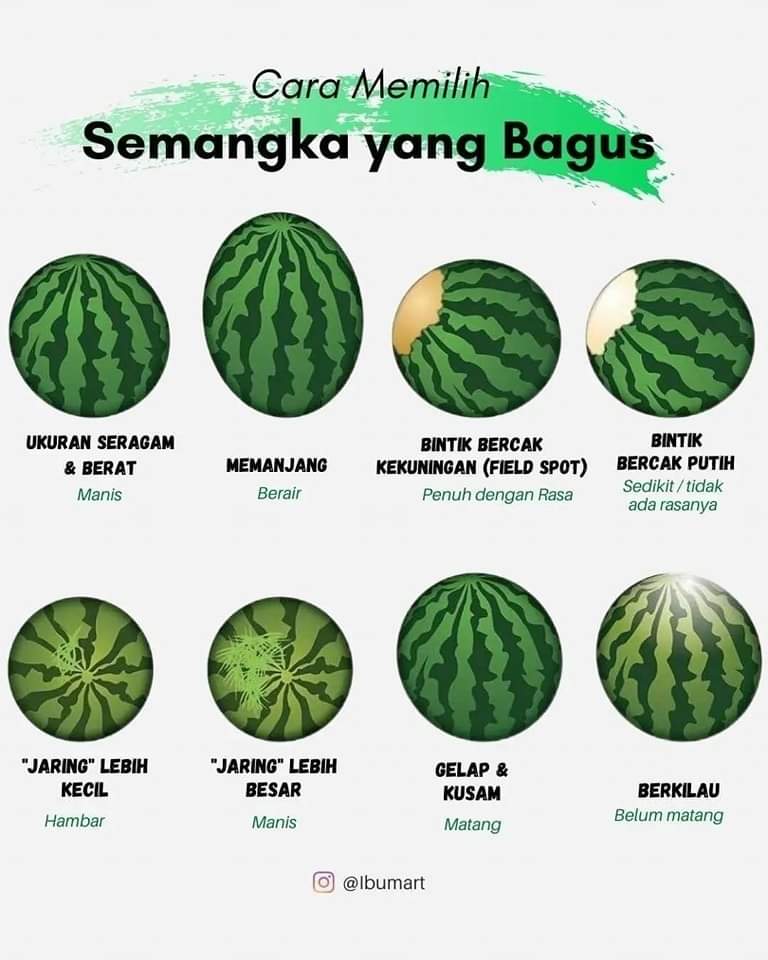 Cara Memilih
Semangka yang Bagus
UKURAN SERAGAM
& BERAT
Manis
MEMANJANG
Berair
BINTIK BERCAK
KEKUNINGAN (FIELD SPOT)
Penuh dengan Rasa
BINTIK
BERCAK PUTIH
Sedikit / tidak
ada rasanya
"JARING" LEBIH
KECIL
Hambar
"JARING" LEBIH
BESAR
Manis
GELAP &
KUSAM
Matang
BERKILAU
Belum matang
@Ibumart